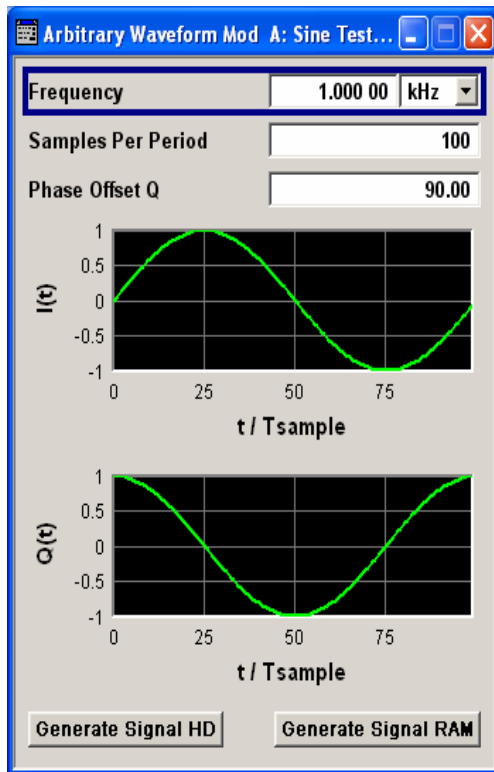 Arbitrary Waveform Mod A: Sine Test...
Frequency 1.000 00 kHz
Samples Per Period 100
Phase Offset Q 90.00
1
0.5
0
-0.5
-1
I(t)
0 25 50 75
t / Tsample
1
0.5
0
-0.5
-1
Q(t)
0 25 50 75
t / Tsample
Generate Signal HD Generate Signal RAM